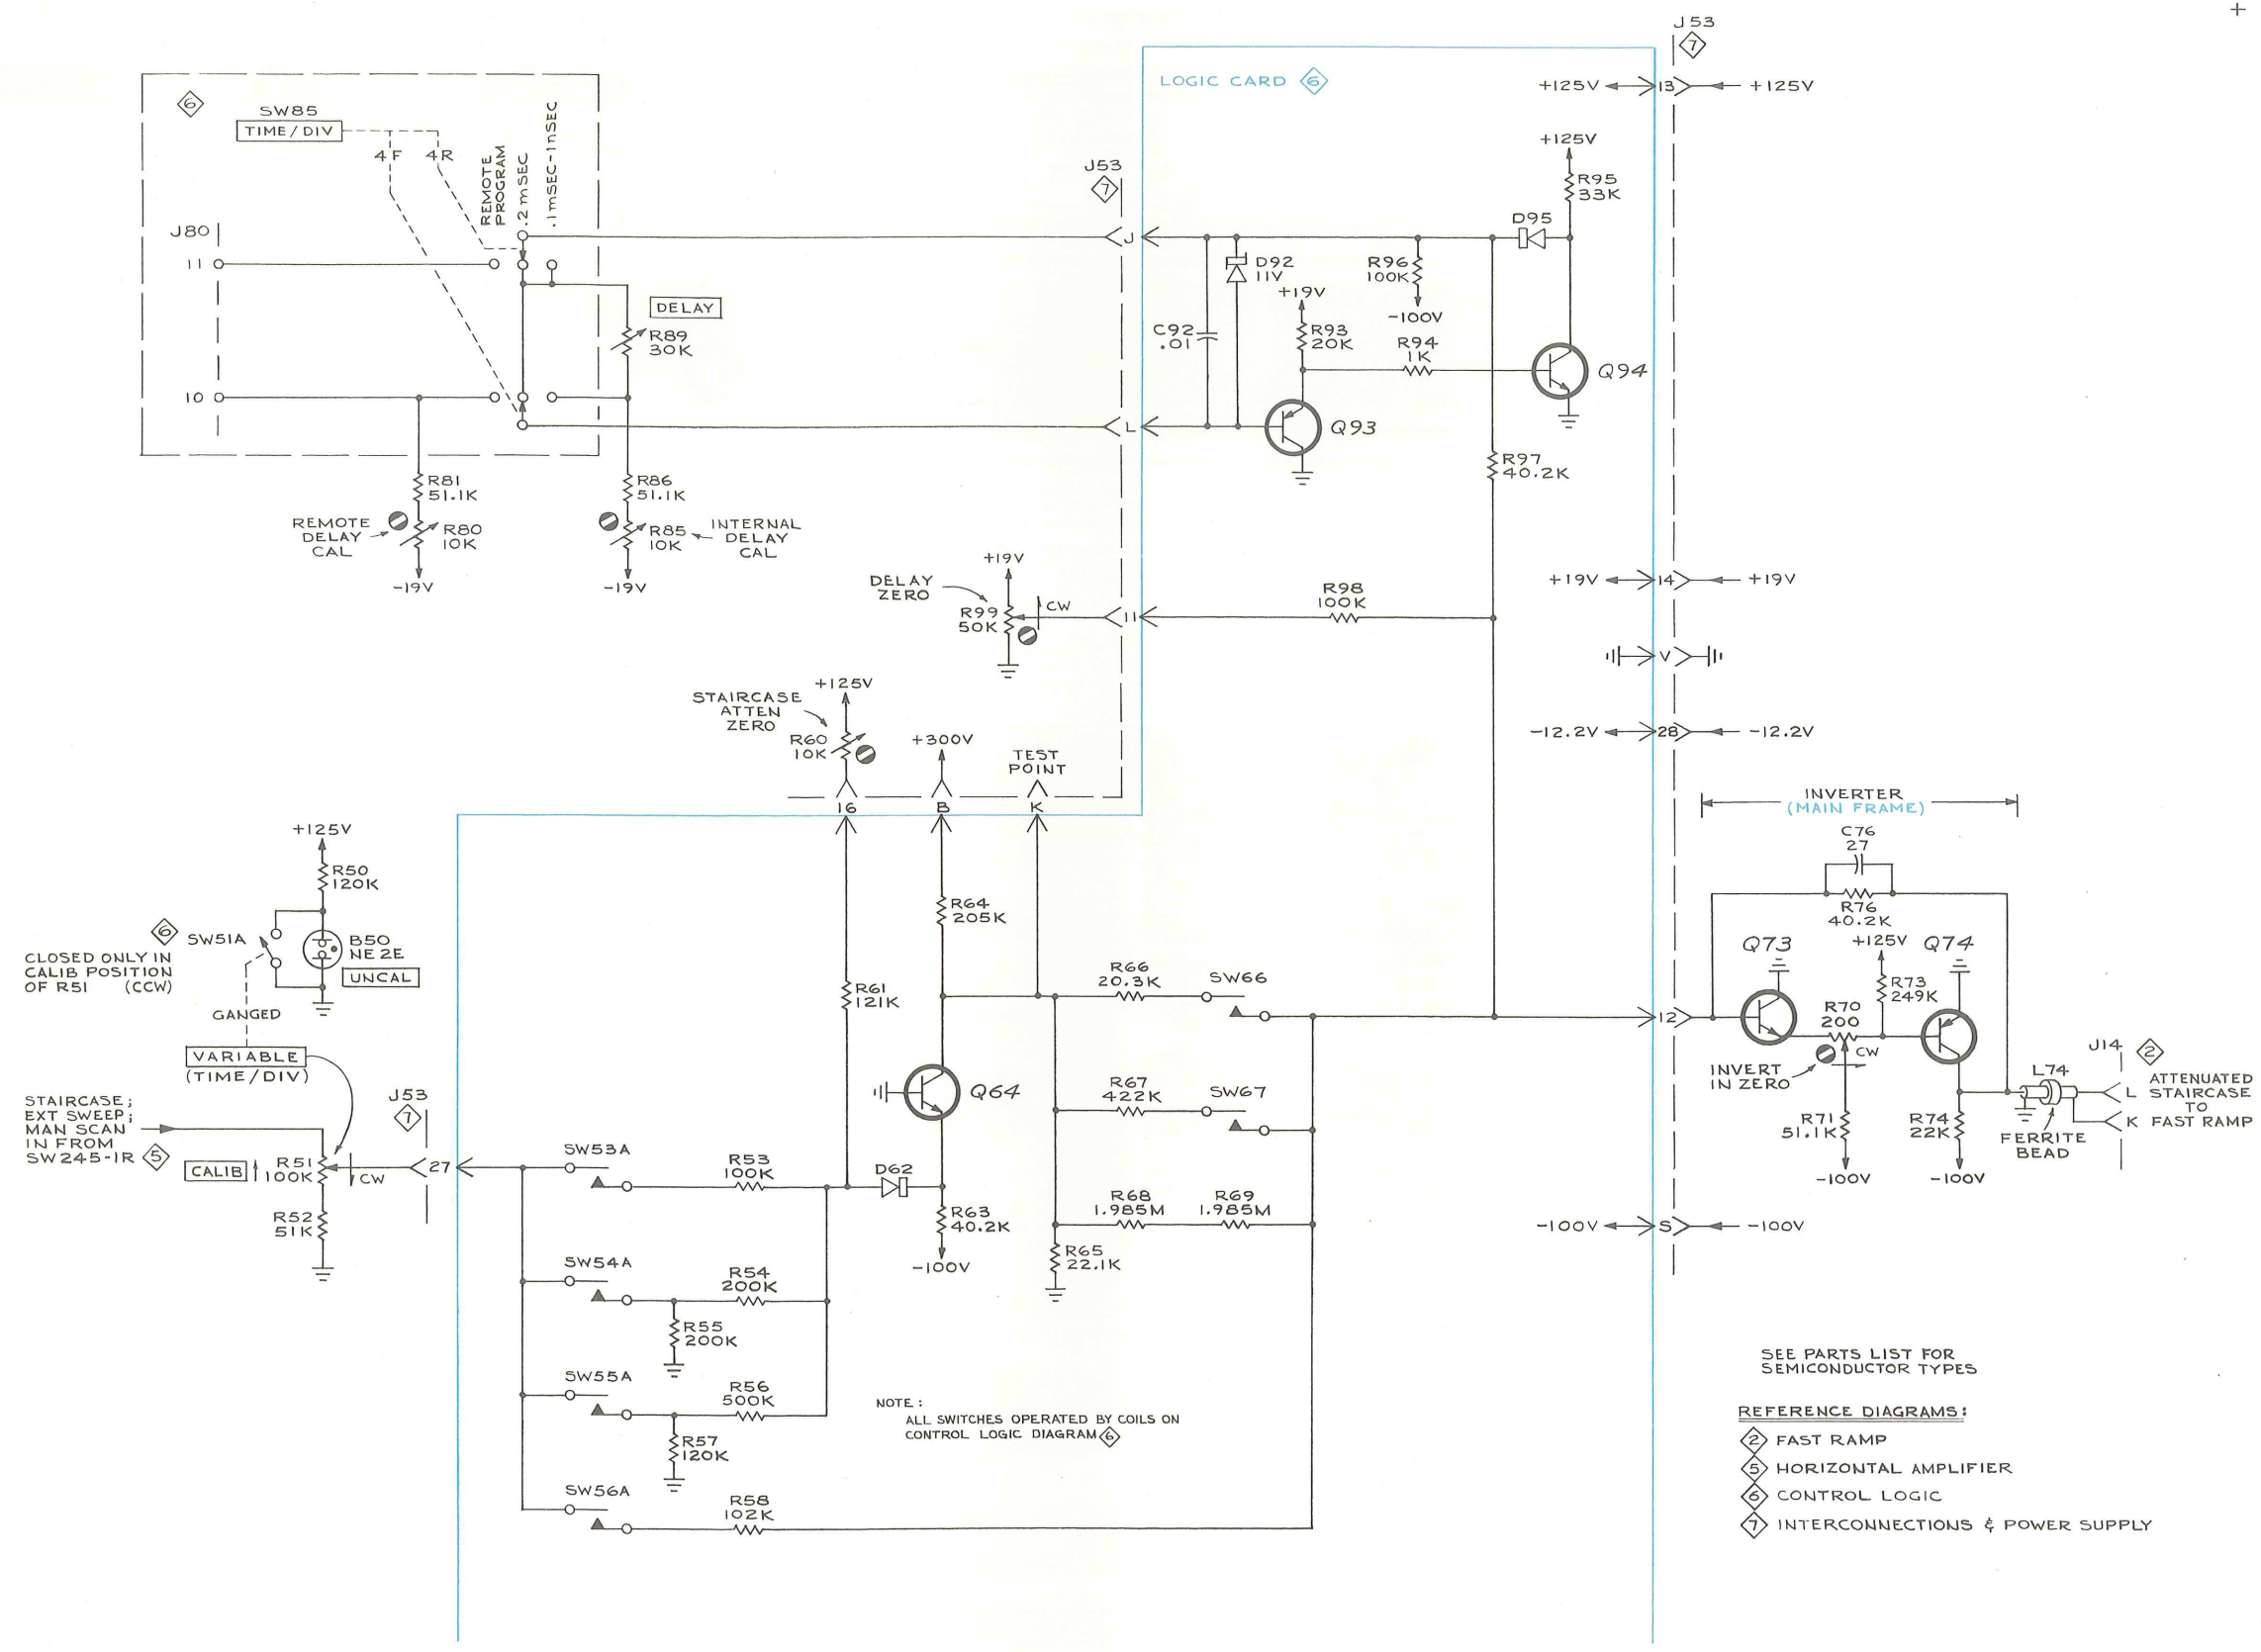 +
J53
7
LOGIC CARD 6
+125V
13
+125V
6
SW85
TIME/DIV
4F
4R
REMOTE
PROGRAM
.2mSEC
.1mSEC-1nSEC
J80
11
10
DELAY
R89
30K
R81
51.1K
REMOTE
DELAY
CAL
R80
10K
-19V
R86
51.1K
R85
10K
INTERNAL
DELAY
CAL
-19V
J53
7
J
L
+125V
R95
33K
D95
D92
11V
R96
100K
-100V
+19V
C92
.01
R93
20K
R94
1K
Q94
Q93
R97
40.2K
+19V
DELAY
ZERO
R99
50K
CW
11
R98
100K
+19V
14
+19V
V
-12.2V
28
-12.2V
STAIRCASE
ATTEN
ZERO
+125V
R60
10K
+300V
TEST
POINT
16
B
K
INVERTER
(MAIN FRAME)
C76
27
R76
40.2K
+125V
Q73
Q74
R73
249K
R70
200
CW
INVERT
IN ZERO
R71
51.1K
-100V
R74
22K
-100V
L74
FERRITE
BEAD
J14
2
L
K
ATTENUATED
STAIRCASE
TO
FAST RAMP
12
+125V
R50
120K
6
SW51A
B50
NE2E
UNCAL
CLOSED ONLY IN
CALIB POSITION
OF R51 (CCW)
GANGED
VARIABLE
(TIME/DIV)
STAIRCASE;
EXT SWEEP;
MAN SCAN
IN FROM
SW245-1R 5
CALIB
R51
100K
CW
R52
51K
J53
7
27
R64
205K
R61
121K
R66
20.3K
SW66
Q64
R67
422K
SW67
SW53A
R53
100K
D62
R63
40.2K
-100V
R68
1.985M
R69
1.985M
R65
22.1K
-100V
S
-100V
SW54A
R54
200K
R55
200K
SW55A
R56
500K
R57
120K
SW56A
R58
102K
NOTE:
ALL SWITCHES OPERATED BY COILS ON
CONTROL LOGIC DIAGRAM 6
SEE PARTS LIST FOR
SEMICONDUCTOR TYPES
REFERENCE DIAGRAMS:
2 FAST RAMP
5 HORIZONTAL AMPLIFIER
6 CONTROL LOGIC
7 INTERCONNECTIONS & POWER SUPPLY